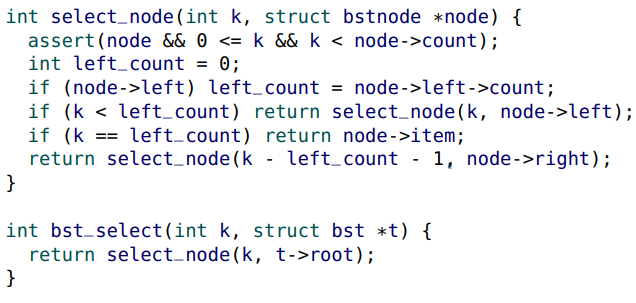 int select_node(int k, struct bstnode *node) {
  assert(node && 0 <= k && k < node->count);
  int left_count = 0;
  if (node->left) left_count = node->left->count;
  if (k < left_count) return select_node(k, node->left);
  if (k == left_count) return node->item;
  return select_node(k - left_count - 1, node->right);
}

int bst_select(int k, struct bst *t) {
  return select_node(k, t->root);
}